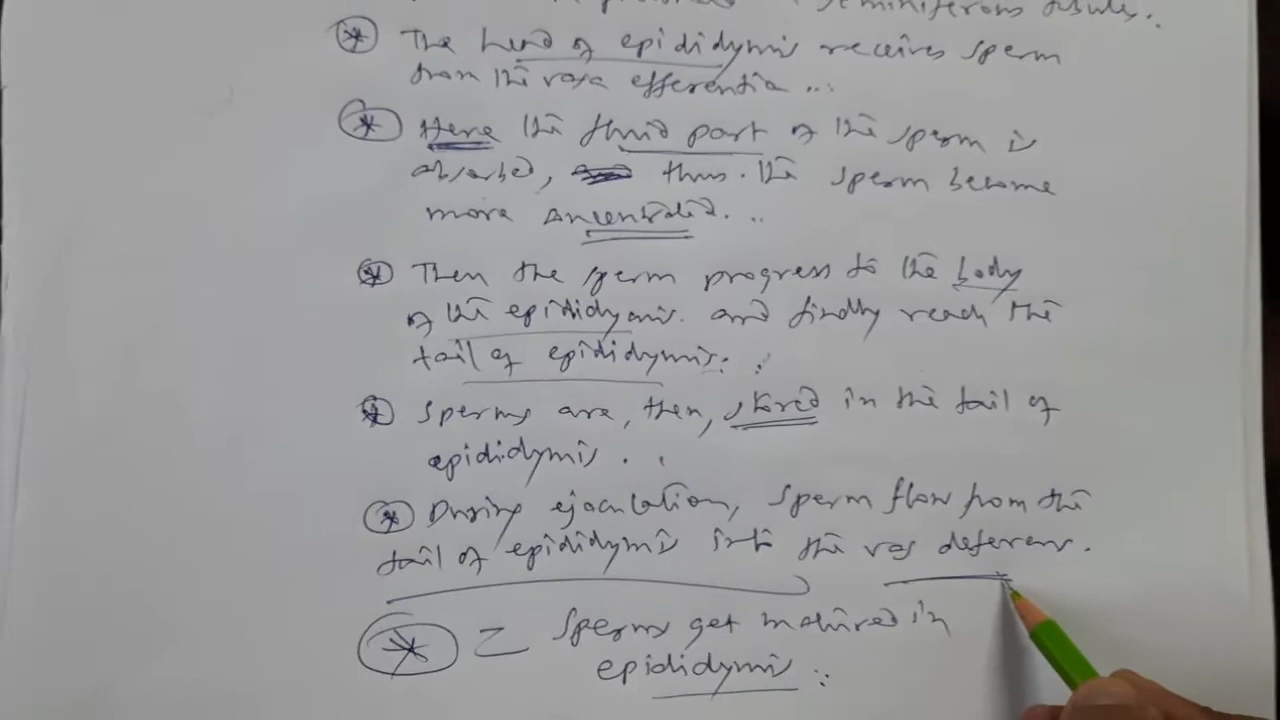 seminiferous tubules.
The head of epididymis receives sperm
from the vasa efferentia ...
Here the fluid part of the sperm is
absorbed, thus the sperm become
more concentrated. ..
Then the sperm progress to the body
of the epididymis. and finally reach the
tail of epididymis.
Sperms are, then, stored in the tail of
epididymis.
During ejaculation, sperm flow from the
tail of epididymis into the vas deferens.
Sperms get matured in
epididymis